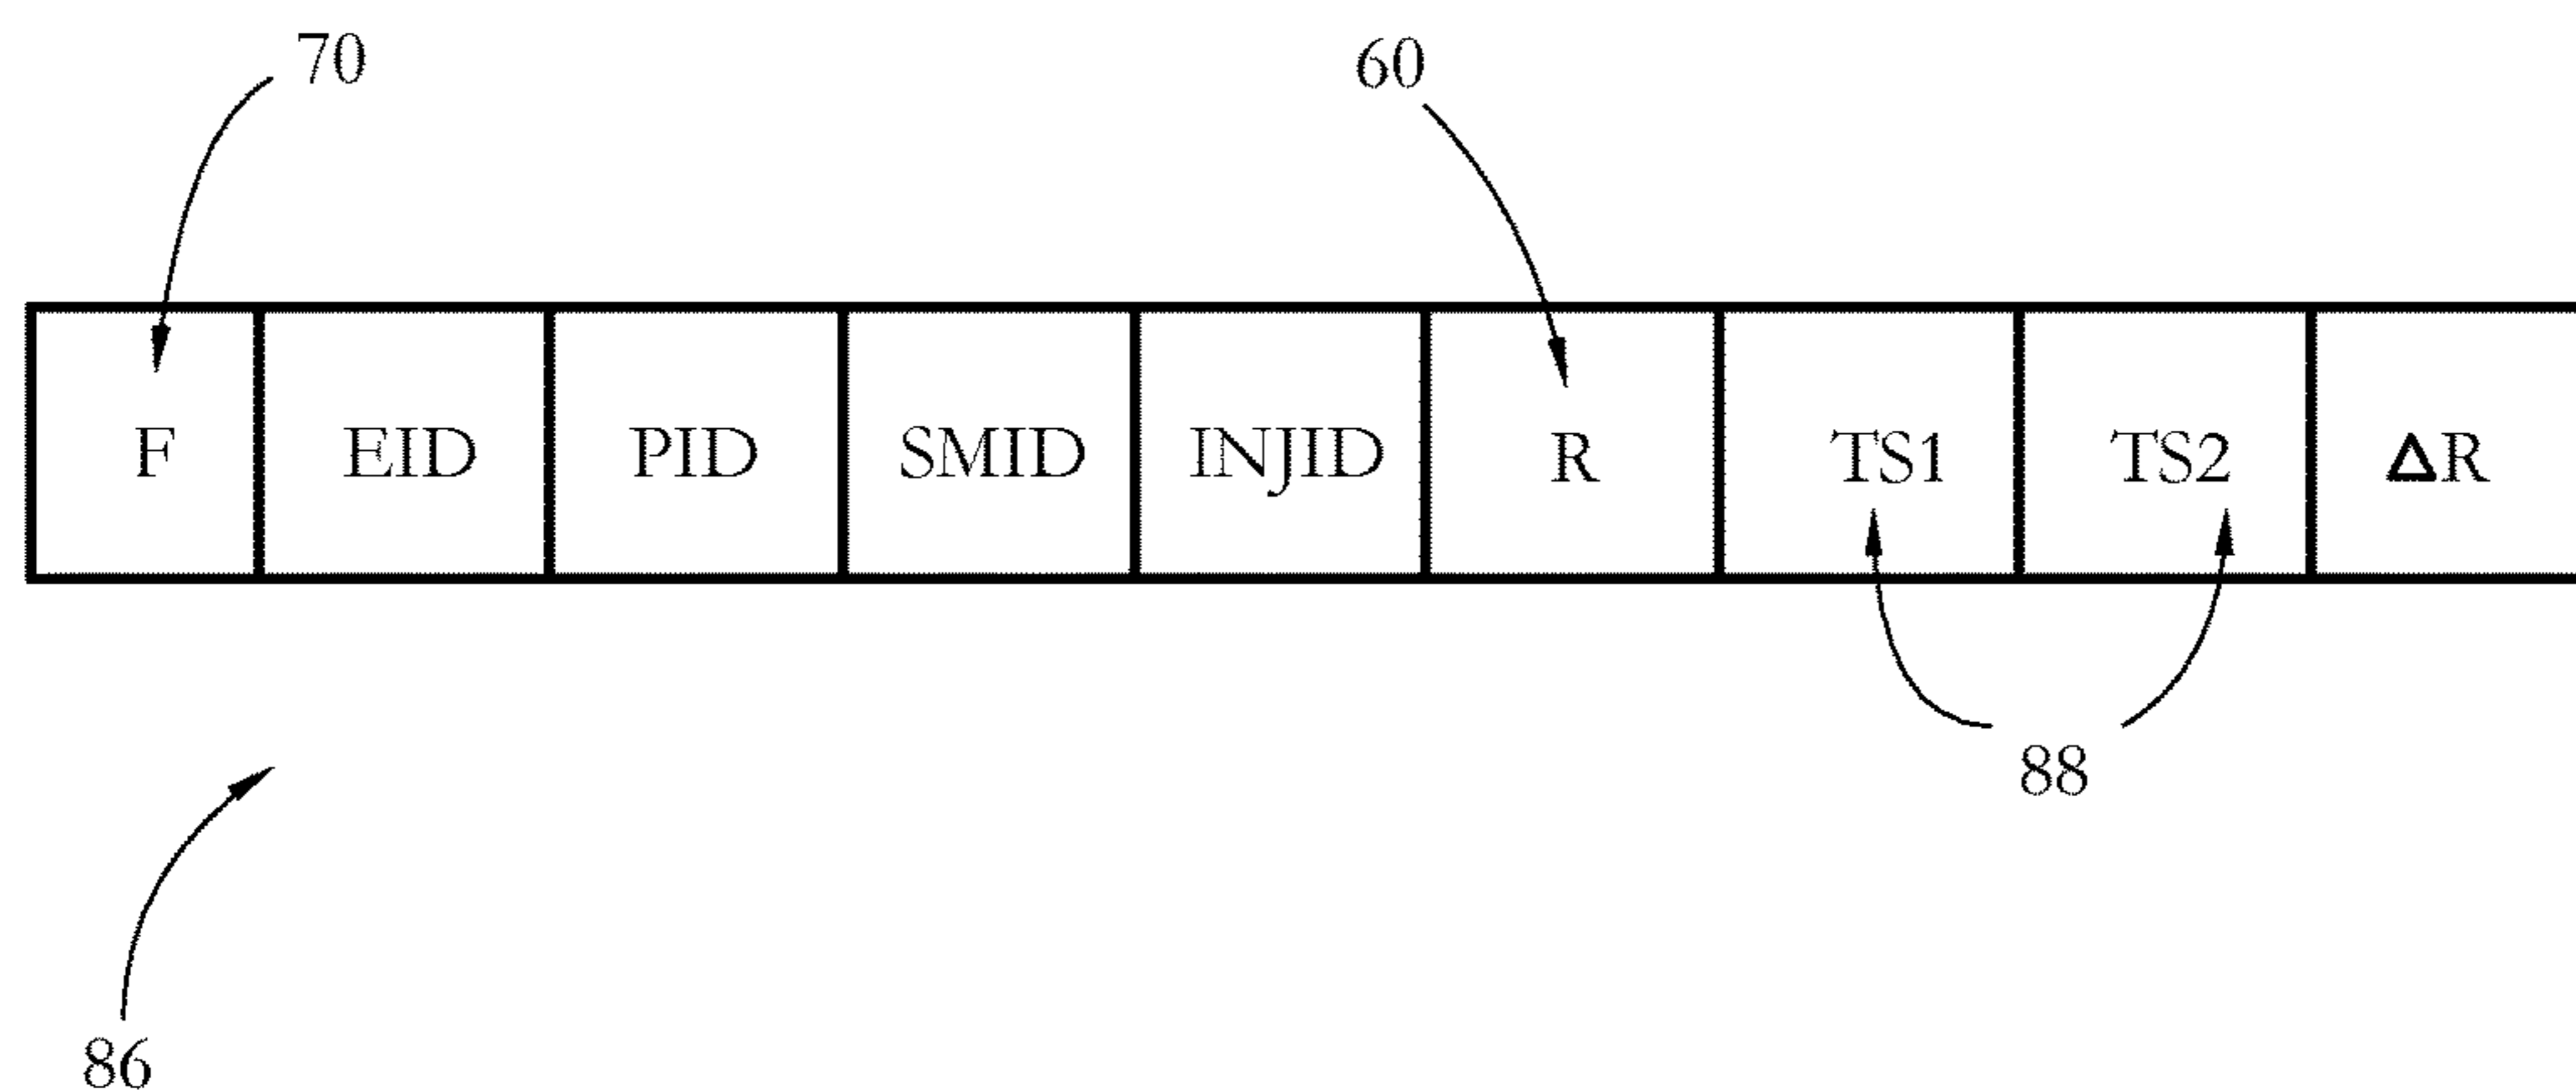 70
60
F EID PID SMID INJID R TS1 TS2 ΔR
88
86